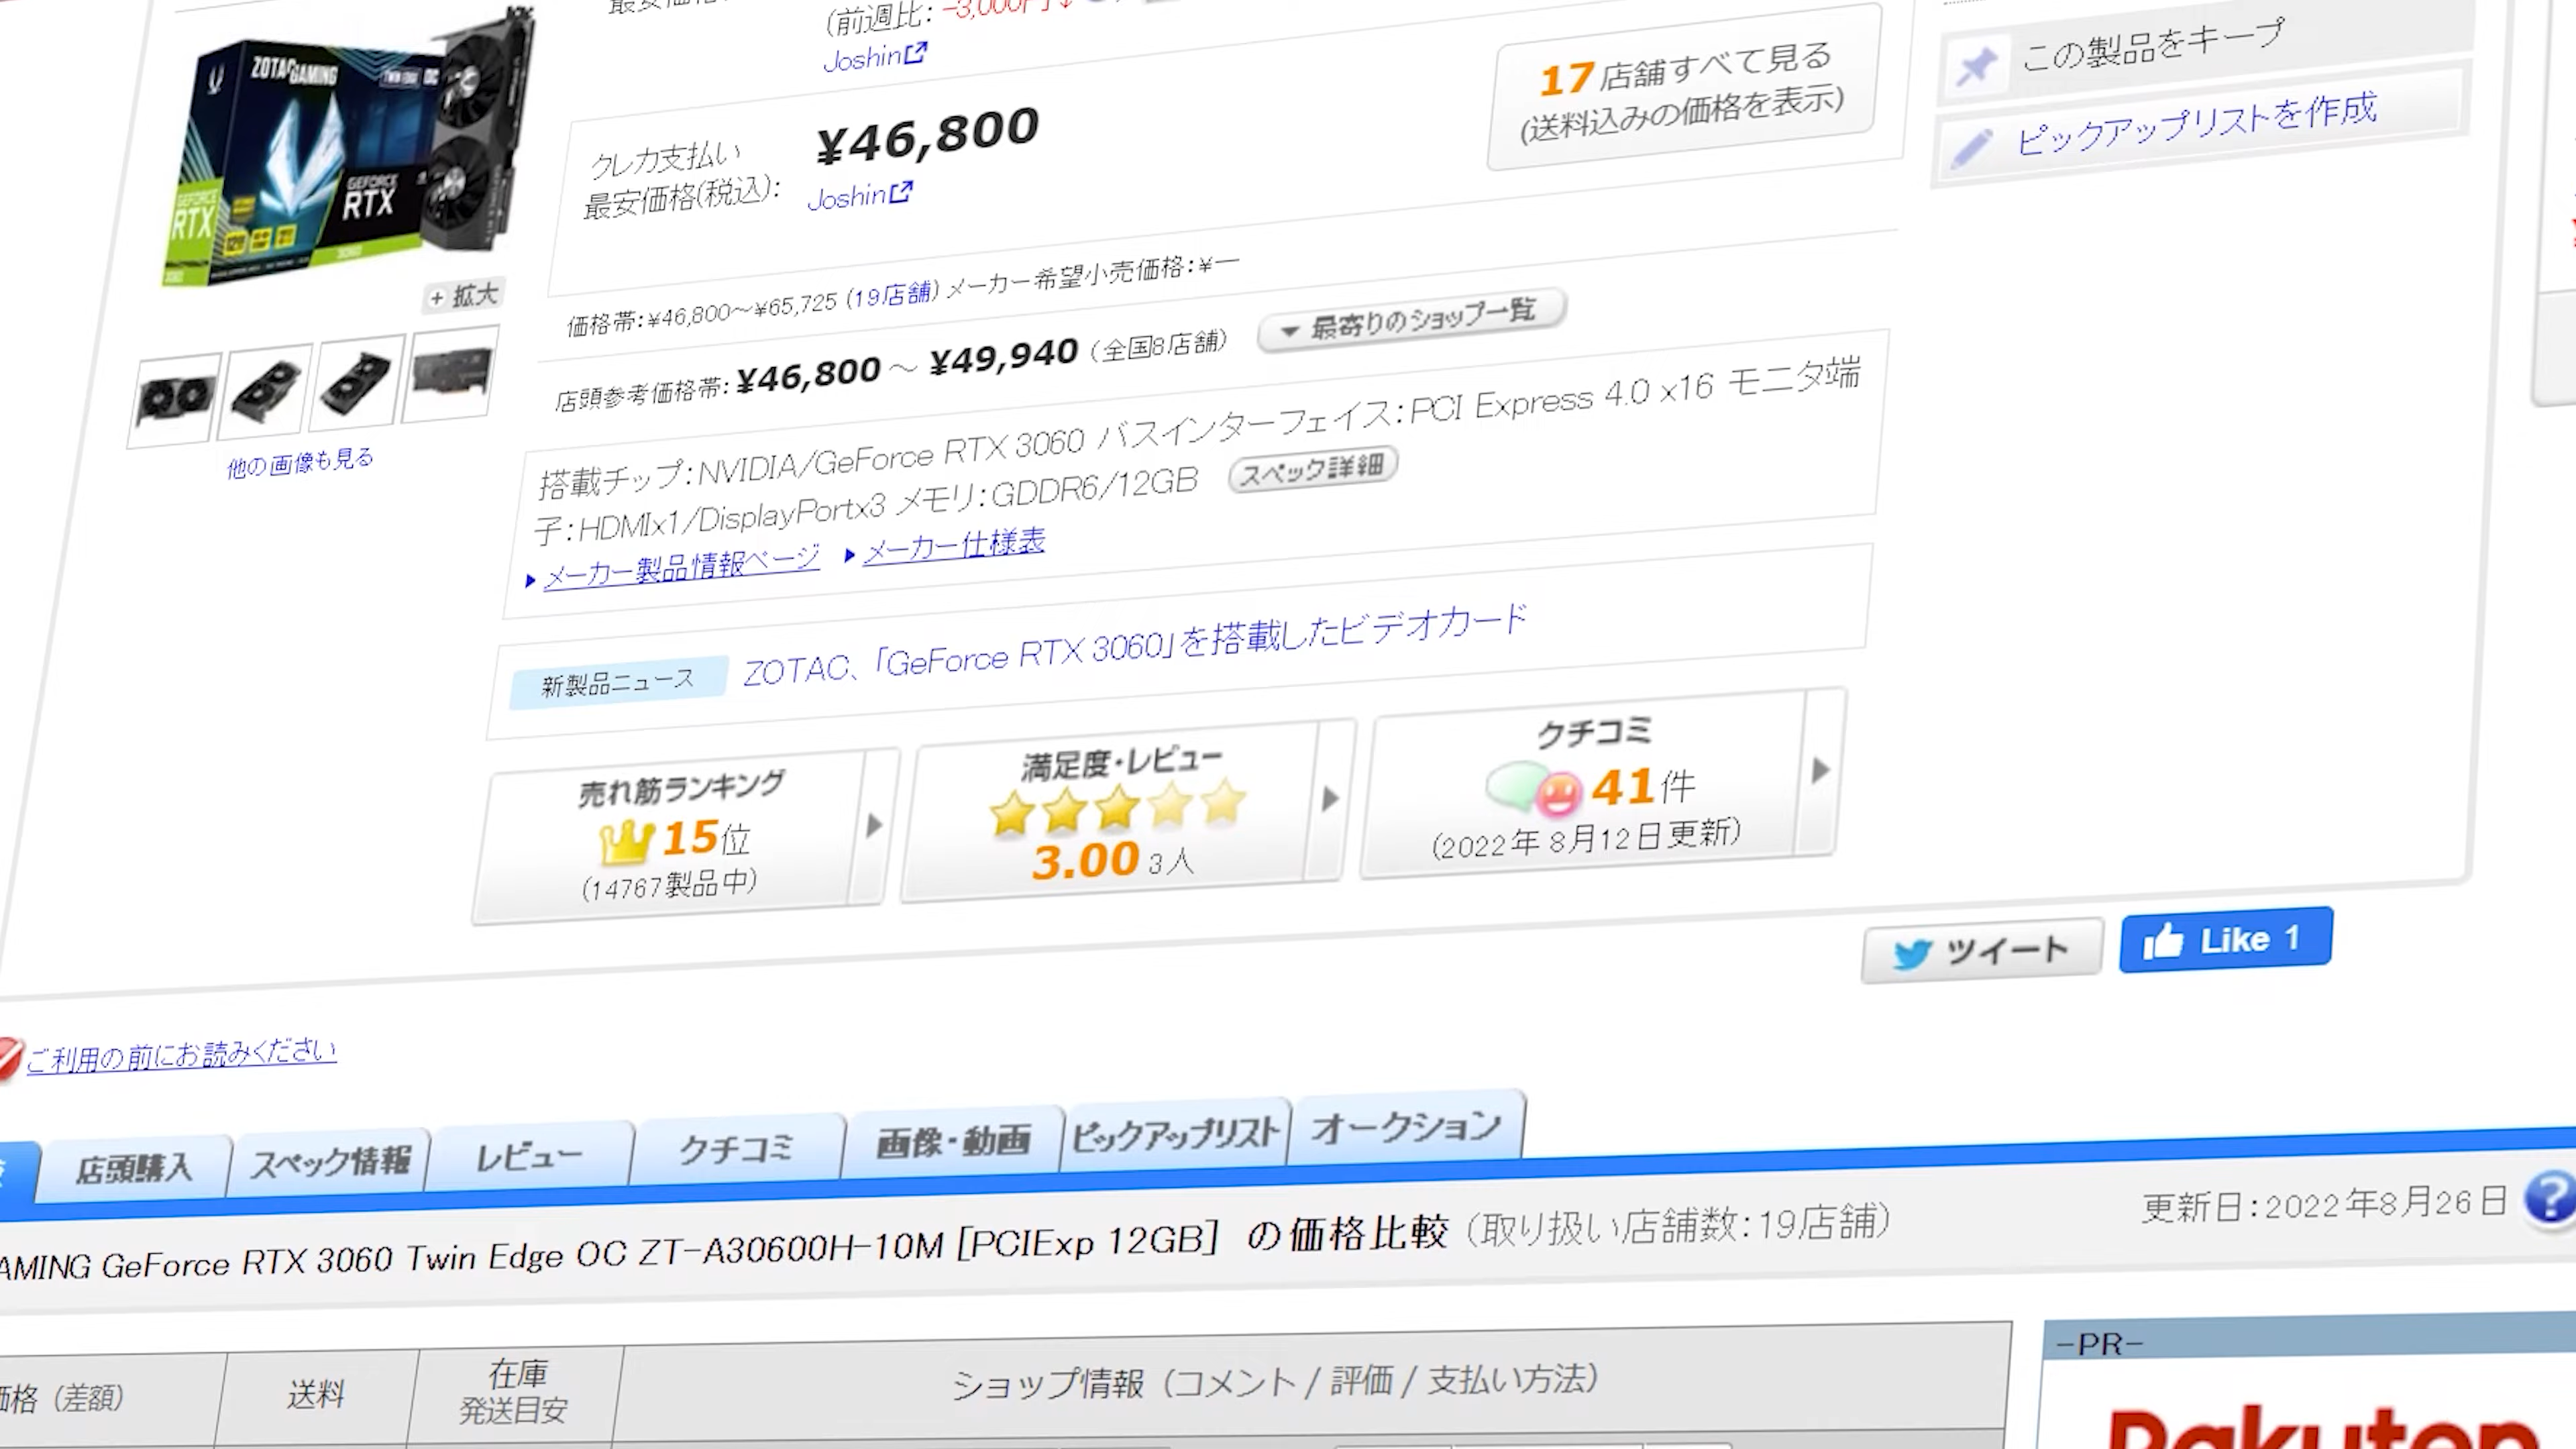 (前週比：-3,000円↓)
Joshin
ZOTAC GAMING
TWIN EDGE OC
GEFORCE
RTX
GEFORCE
RTX
3060
クレカ支払い
最安価格(税込)：
¥46,800
Joshin
17店舗すべて見る
(送料込みの価格を表示)
この製品をキープ
ピックアップリストを作成
+ 拡大
他の画像も見る
価格帯：¥46,800～¥65,725 (19店舗) メーカー希望小売価格：¥―
店頭参考価格帯：¥46,800 ～ ¥49,940 (全国8店舗)
▼ 最寄りのショップ一覧
搭載チップ：NVIDIA/GeForce RTX 3060 バスインターフェイス：PCI Express 4.0 x16 モニタ端
子：HDMIx1/DisplayPortx3 メモリ：GDDR6/12GB
スペック詳細
メーカー製品情報ページ
メーカー仕様表
新製品ニュース
ZOTAC、「GeForce RTX 3060」を搭載したビデオカード
売れ筋ランキング
15位
(14767製品中)
満足度・レビュー
3.00 3人
クチコミ
41件
(2022年 8月12日更新)
ツイート
Like 1
ご利用の前にお読みください
店頭購入
スペック情報
レビュー
クチコミ
画像・動画
ピックアップリスト
オークション
AMING GeForce RTX 3060 Twin Edge OC ZT-A30600H-10M [PCIExp 12GB] の価格比較 (取り扱い店舗数：19店舗)
更新日：2022年8月26日
価格 (差額)
送料
在庫
発送目安
ショップ情報（コメント / 評価 / 支払い方法）
-PR-
Rakuten